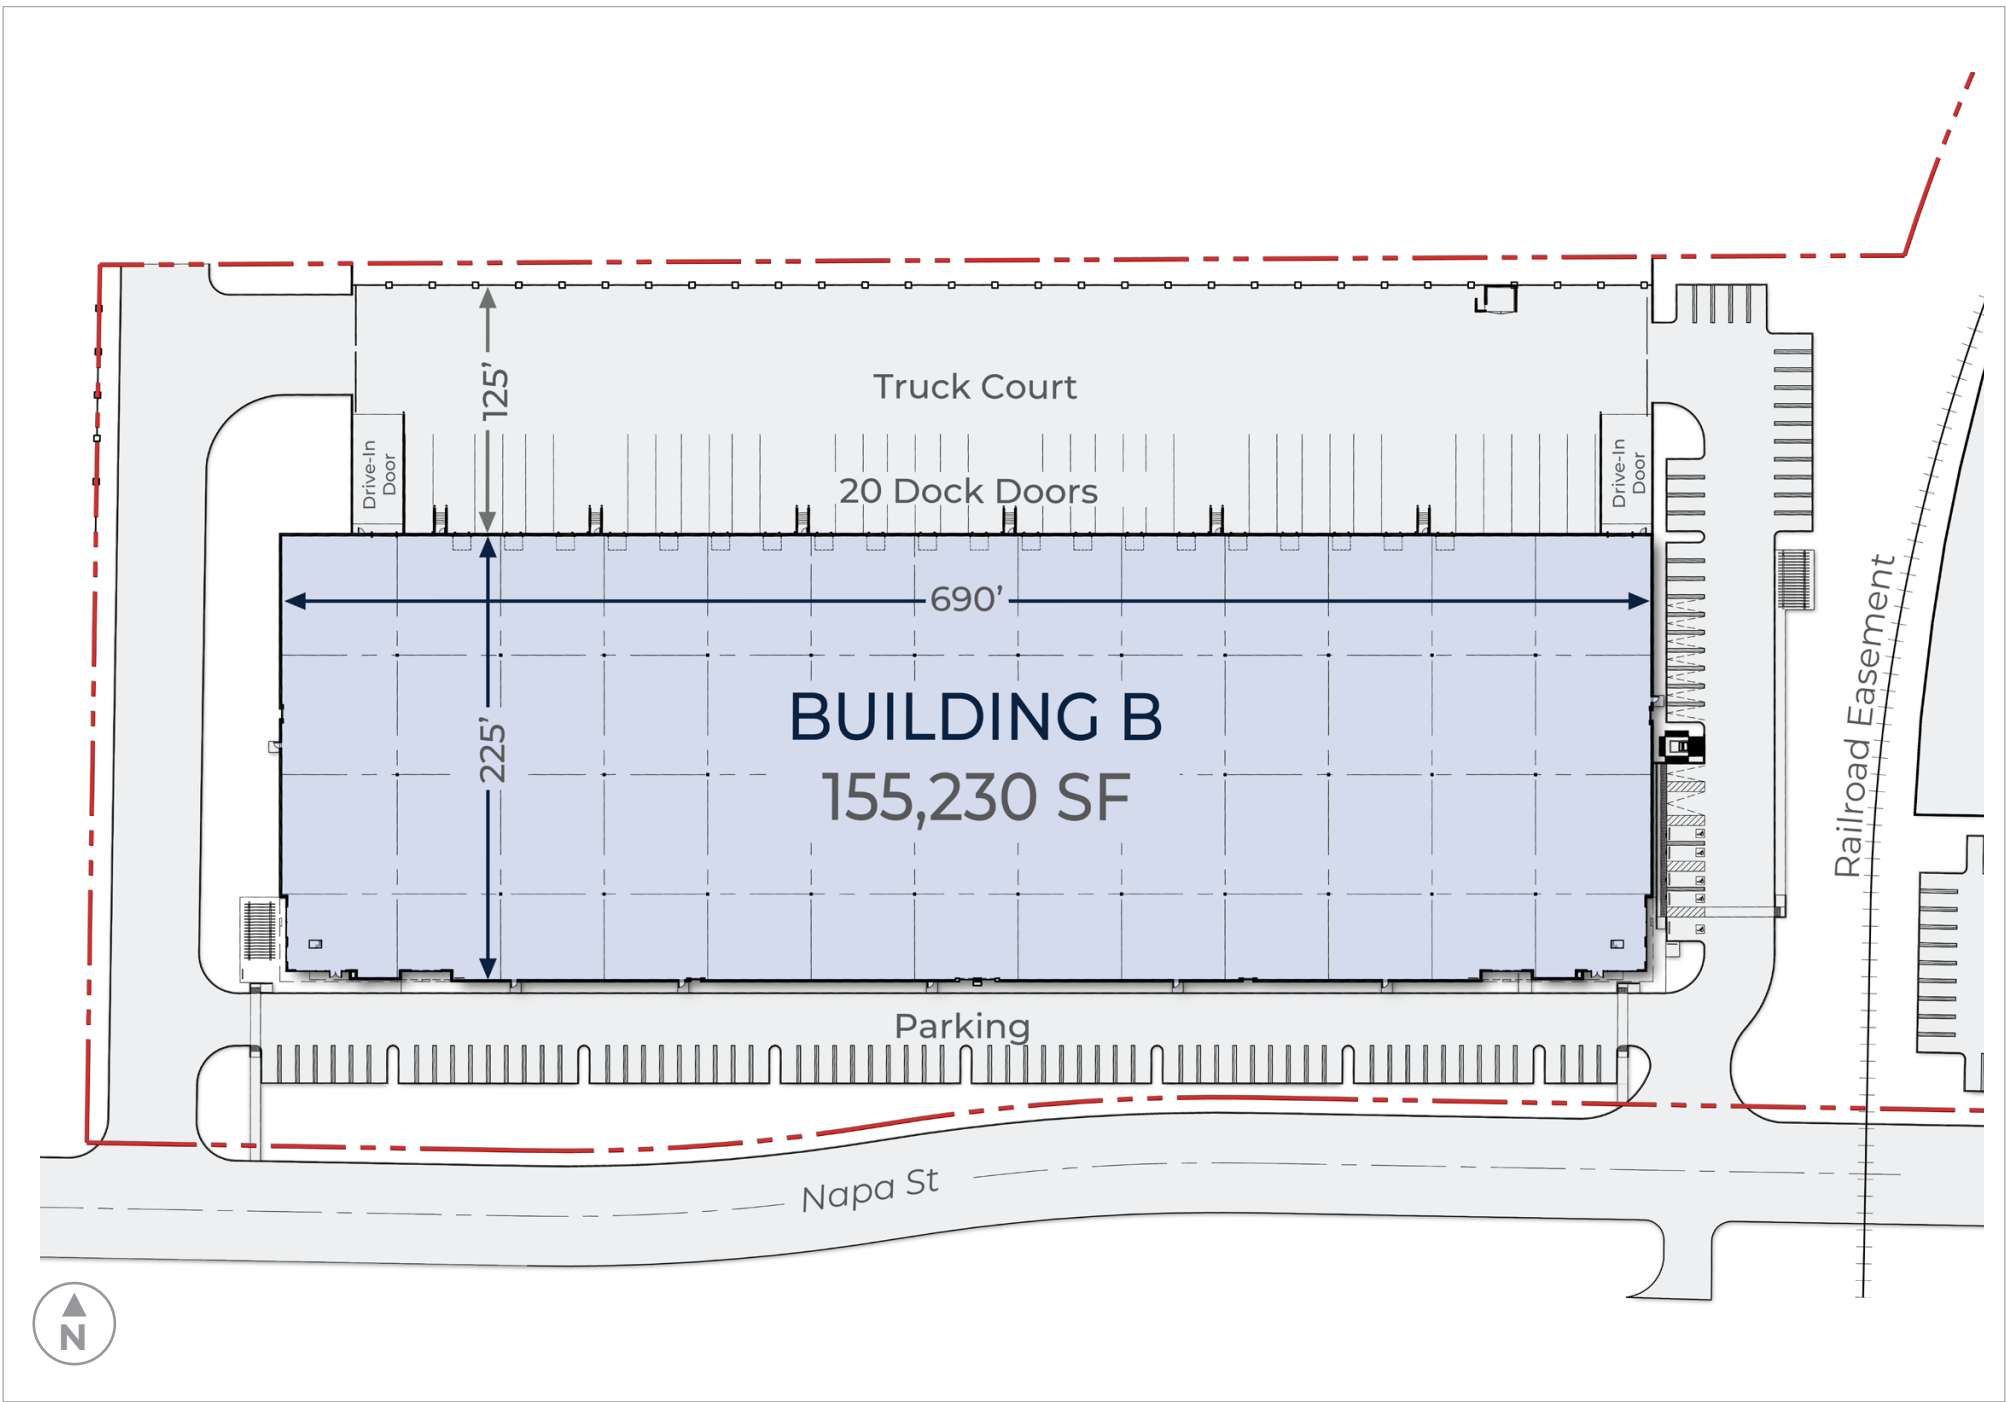 125’
Truck Court
Drive-In
Door
20 Dock Doors
Drive-In
Door
690’
BUILDING B
155,230 SF
225’
Railroad Easement
Parking
Napa St
N